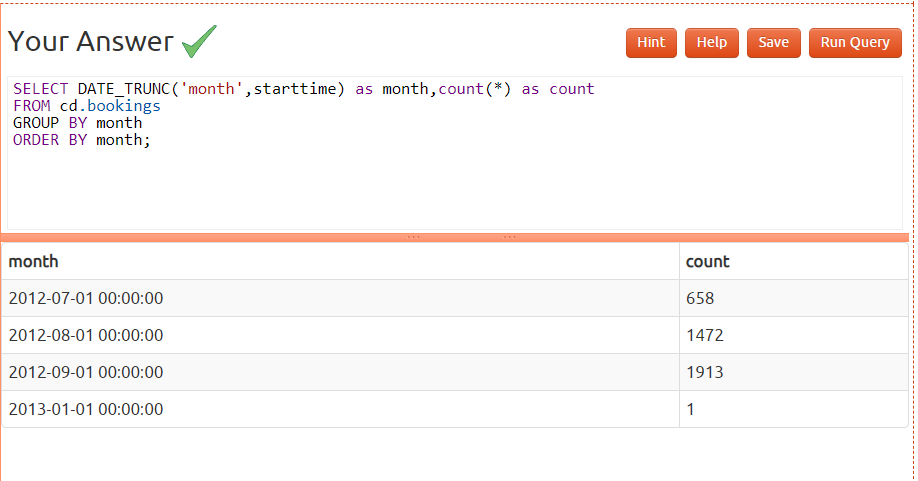 Your Answer
Hint Help Save Run Query
SELECT DATE_TRUNC('month',starttime) as month,count(*) as count
FROM cd.bookings
GROUP BY month
ORDER BY month;
month count
2012-07-01 00:00:00 658
2012-08-01 00:00:00 1472
2012-09-01 00:00:00 1913
2013-01-01 00:00:00 1